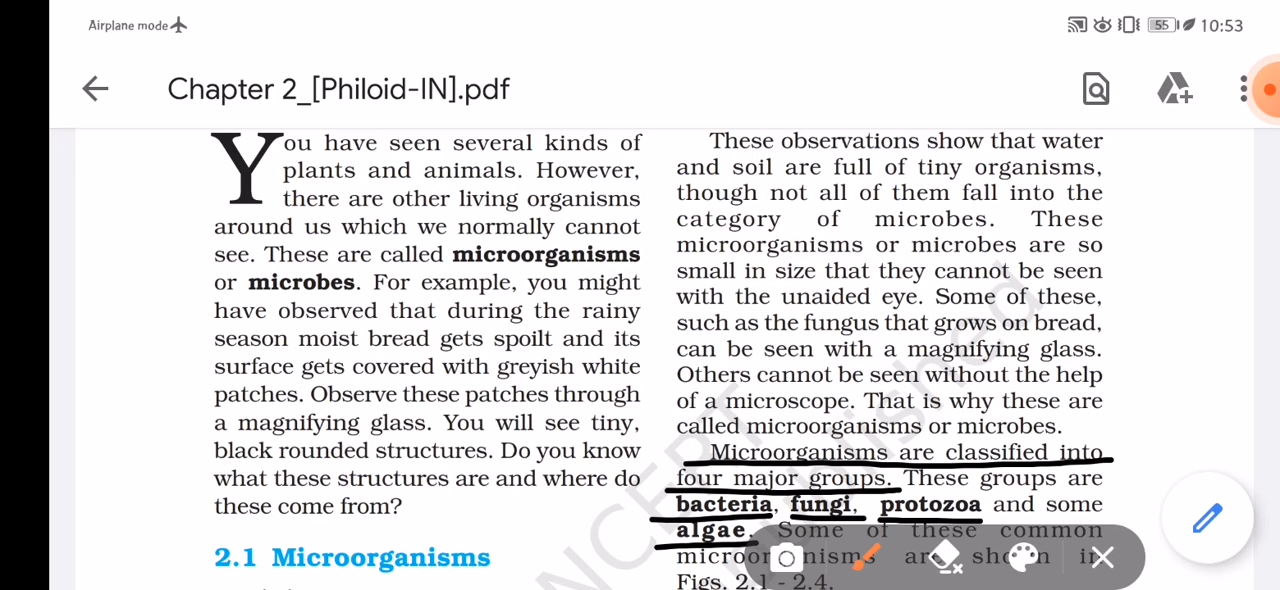 Airplane mode
55 10:53
Chapter 2_[Philoid-IN].pdf
You have seen several kinds of
plants and animals. However,
there are other living organisms
around us which we normally cannot
see. These are called microorganisms
or microbes. For example, you might
have observed that during the rainy
season moist bread gets spoilt and its
surface gets covered with greyish white
patches. Observe these patches through
a magnifying glass. You will see tiny,
black rounded structures. Do you know
what these structures are and where do
these come from?
2.1 Microorganisms
These observations show that water
and soil are full of tiny organisms,
though not all of them fall into the
category of microbes. These
microorganisms or microbes are so
small in size that they cannot be seen
with the unaided eye. Some of these,
such as the fungus that grows on bread,
can be seen with a magnifying glass.
Others cannot be seen without the help
of a microscope. That is why these are
called microorganisms or microbes.
Microorganisms are classified into
four major groups. These groups are
bacteria, fungi, protozoa and some
algae. Some of these common
microorganisms are shown in
Figs. 2.1 - 2.4.
NCERT
published